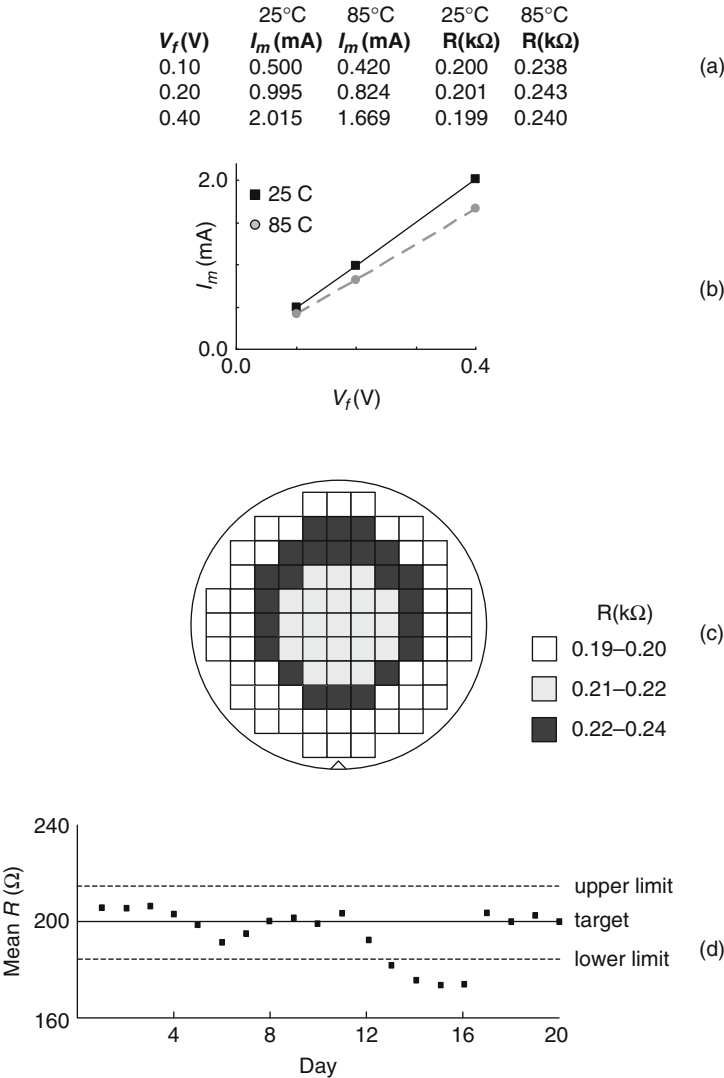 25°C 85°C 25°C 85°C
V_f (V) I_m (mA) I_m (mA) R(kΩ) R(kΩ)
0.10 0.500 0.420 0.200 0.238
0.20 0.995 0.824 0.201 0.243
0.40 2.015 1.669 0.199 0.240
(a)
2.0
25 C
85 C
I_m (mA)
0.0
0.0 0.4
V_f (V)
(b)
R(kΩ)
0.19–0.20
0.21–0.22
0.22–0.24
(c)
240
200
160
Mean R (Ω)
upper limit
target
lower limit
4 8 12 16 20
Day
(d)